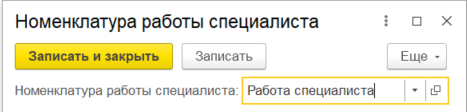 Номенклатура работы специалиста
Записать и закрыть Записать Еще
Номенклатура работы специалиста: Работа специалиста